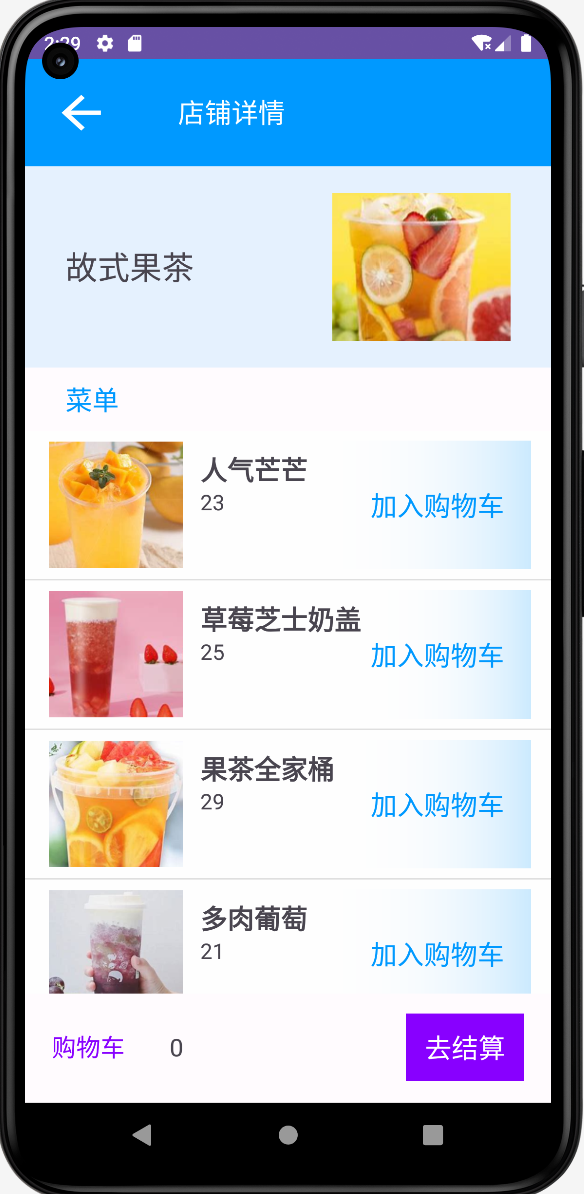 2:29
店铺详情
故式果茶
菜单
人气芒芒
23
加入购物车
草莓芝士奶盖
25
加入购物车
果茶全家桶
29
加入购物车
多肉葡萄
21
加入购物车
购物车 0
去结算